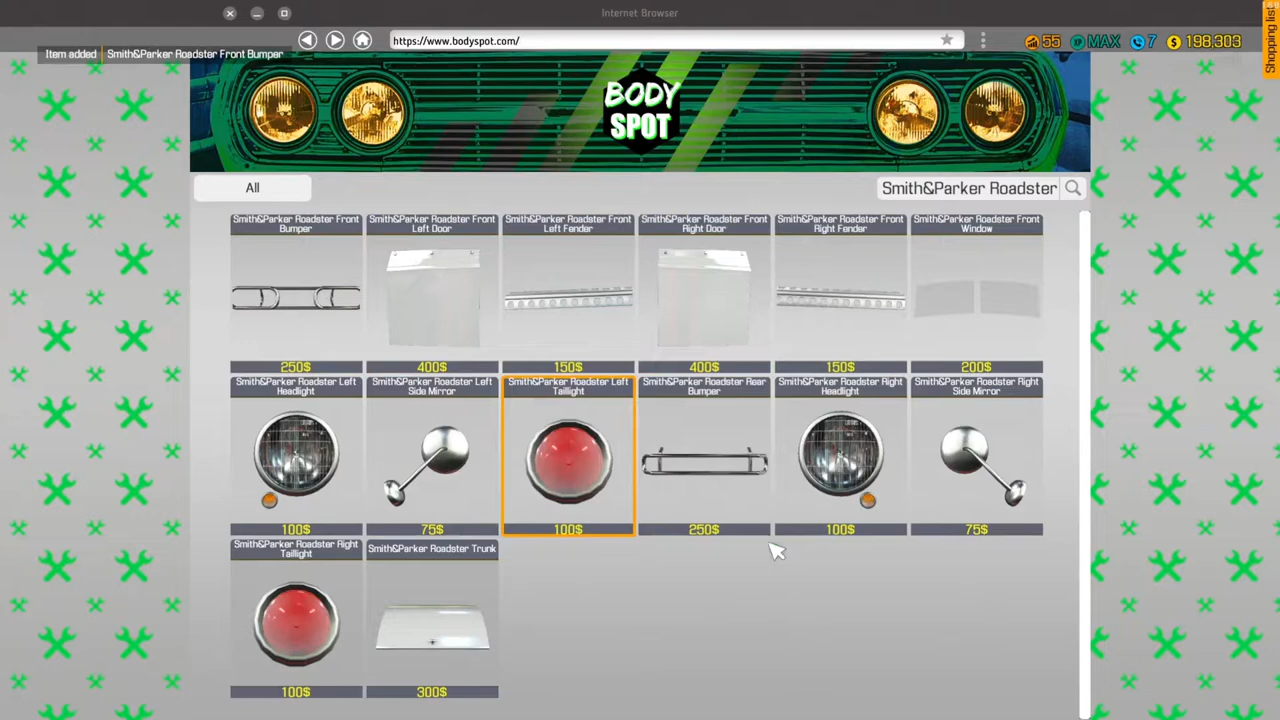 Internet Browser
https://www.bodyspot.com/
55
XP
MAX
7
$ 198,303
Shopping list
Item added
Smith&Parker Roadster Front Bumper
BODY
SPOT
All
Smith&Parker Roadster
Smith&Parker Roadster Front
Bumper
250$
Smith&Parker Roadster Front
Left Door
400$
Smith&Parker Roadster Front
Left Fender
150$
Smith&Parker Roadster Front
Right Door
400$
Smith&Parker Roadster Front
Right Fender
150$
Smith&Parker Roadster Front
Window
200$
Smith&Parker Roadster Left
Headlight
100$
Smith&Parker Roadster Left
Side Mirror
75$
Smith&Parker Roadster Left
Taillight
100$
Smith&Parker Roadster Rear
Bumper
250$
Smith&Parker Roadster Right
Headlight
100$
Smith&Parker Roadster Right
Side Mirror
75$
Smith&Parker Roadster Right
Taillight
100$
Smith&Parker Roadster Trunk
300$